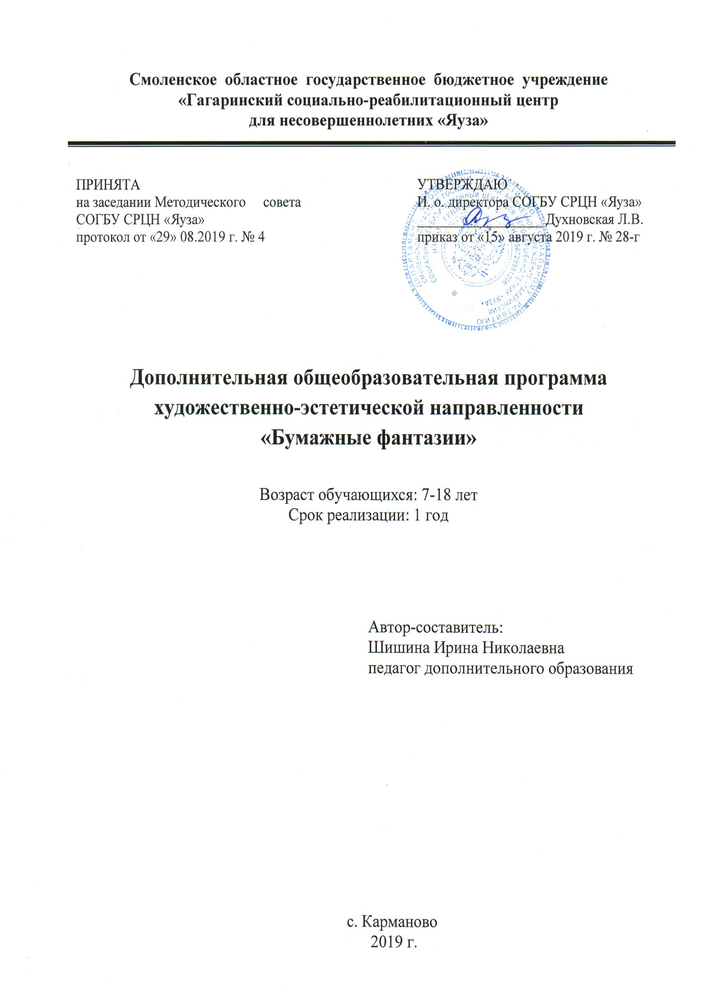 Смоленское областное государственное бюджетное учреждение
«Гагаринский социально-реабилитационный центр
для несовершеннолетних «Яуза»
ПРИНЯТА
на заседании Методического совета
СОГБУ СРЦН «Яуза»
протокол от «29» 08.2019 г. № 4
УТВЕРЖДАЮ
И. о. директора СОГБУ СРЦН «Яуза»
Духновская Л.В.
приказ от «15» августа 2019 г. № 28-г
Дополнительная общеобразовательная программа
художественно-эстетической направленности
«Бумажные фантазии»
Возраст обучающихся: 7-18 лет
Срок реализации: 1 год
Автор-составитель:
Шишина Ирина Николаевна
педагог дополнительного образования
с. Карманово
2019 г.